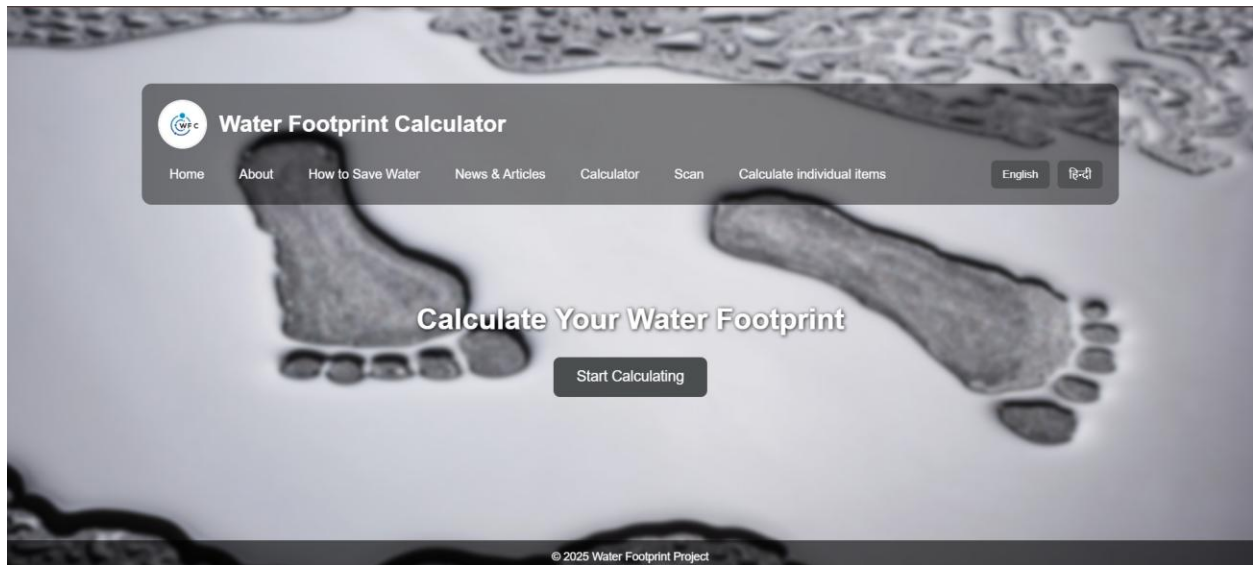 WFC
Water Footprint Calculator
Home About How to Save Water News & Articles Calculator Scan Calculate individual items English हिन्दी
Calculate Your Water Footprint
Start Calculating
© 2025 Water Footprint Project